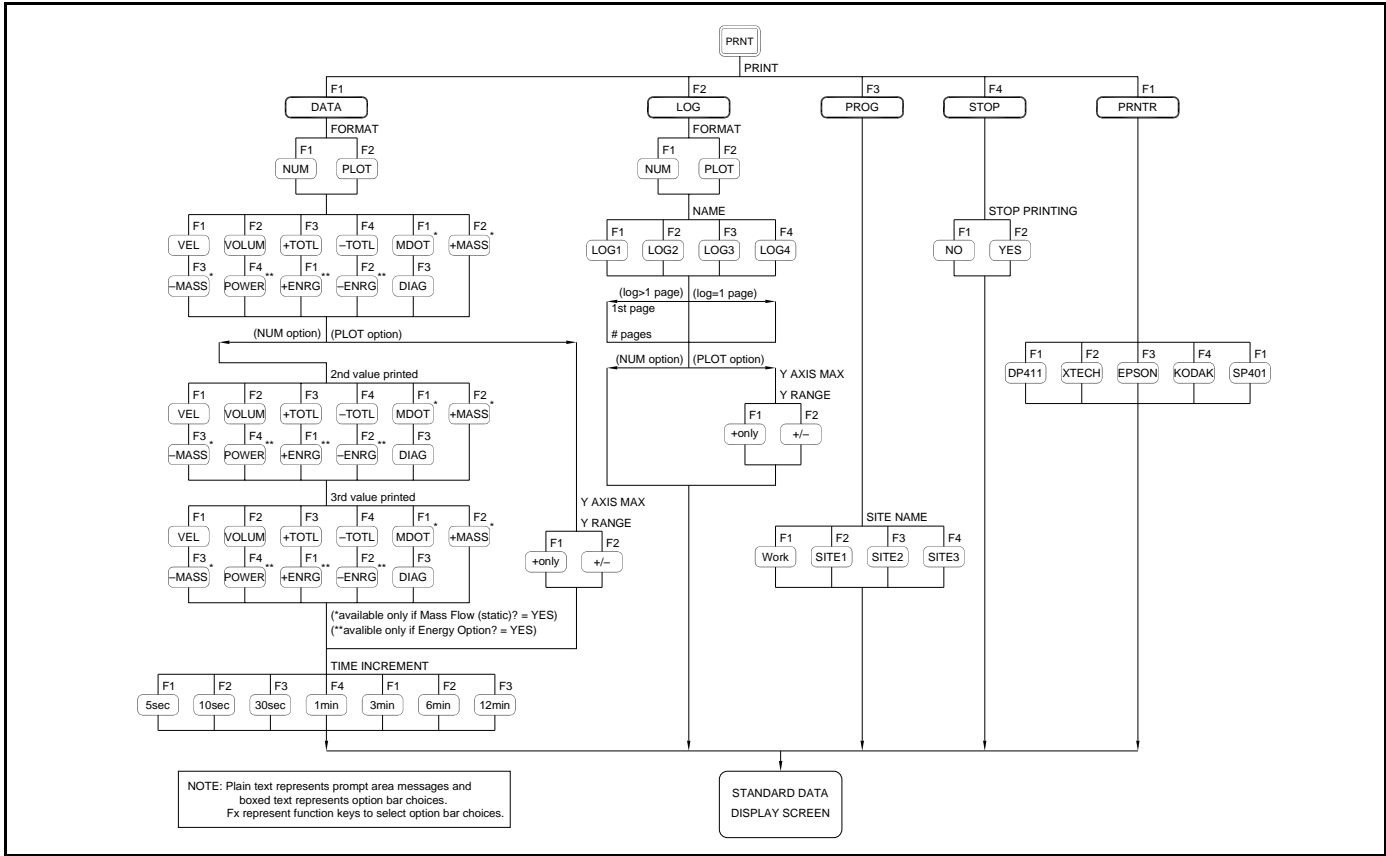 PRNT
PRINT
F1 F2 F3 F4 F1
DATA LOG PROG STOP PRNTR
FORMAT FORMAT
F1 F2 F1 F2
NUM PLOT NUM PLOT
NAME STOP PRINTING
F1 F2 F3 F4 F1* F2*
VEL VOLUM +TOTL –TOTL MDOT +MASS
F1 F2 F3 F4
LOG1 LOG2 LOG3 LOG4
F1 F2
NO YES
F3* F4** F1** F2** F3
–MASS POWER +ENRG –ENRG DIAG
(log>1 page) (log=1 page)
1st page
# pages
(NUM option) (PLOT option)
(NUM option) (PLOT option)
F1 F2 F3 F4 F1
DP411 XTECH EPSON KODAK SP401
2nd value printed
F1 F2 F3 F4 F1* F2*
VEL VOLUM +TOTL –TOTL MDOT +MASS
F3* F4** F1** F2** F3
–MASS POWER +ENRG –ENRG DIAG
Y AXIS MAX
Y RANGE
F1 F2
+only +/–
3rd value printed
F1 F2 F3 F4 F1* F2*
VEL VOLUM +TOTL –TOTL MDOT +MASS
F3* F4** F1** F2** F3
–MASS POWER +ENRG –ENRG DIAG
Y AXIS MAX
Y RANGE
F1 F2
+only +/–
SITE NAME
F1 F2 F3 F4
Work SITE1 SITE2 SITE3
(*available only if Mass Flow (static)? = YES)
(**avalible only if Energy Option? = YES)
TIME INCREMENT
F1 F2 F3 F4 F1 F2 F3
5sec 10sec 30sec 1min 3min 6min 12min
NOTE: Plain text represents prompt area messages and
boxed text represents option bar choices.
Fx represent function keys to select option bar choices.
STANDARD DATA
DISPLAY SCREEN